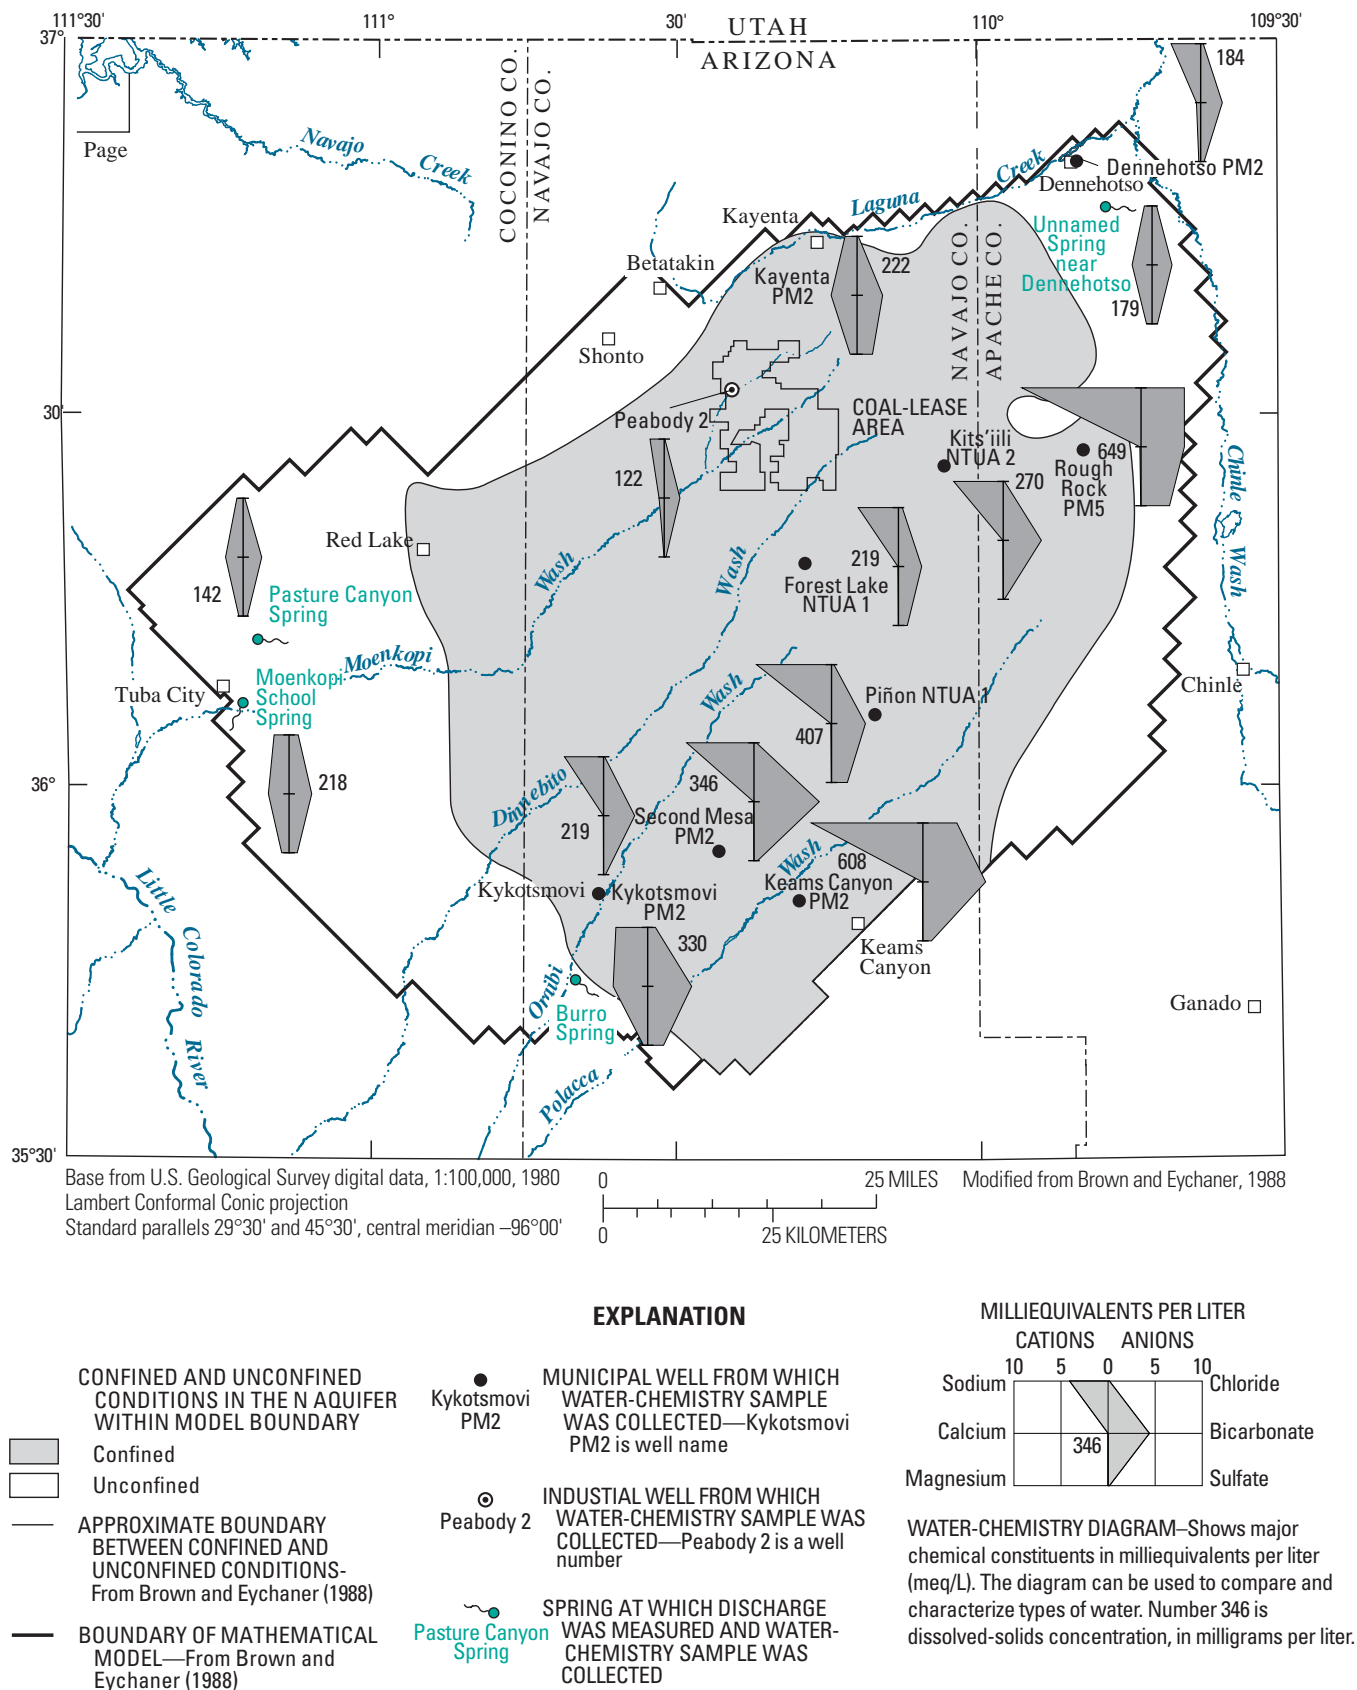 111°30'
111°
30'
110°
109°30'
37°
UTAH
ARIZONA
184
COCONINO CO.
NAVAJO CO.
Page
Navajo
Creek
Creek
Dennehotso PM2
Dennehotso
Laguna
Kayenta
Unnamed
Spring
near
Dennehotso
Betatakin
222
Kayenta
PM2
NAVAJO CO.
APACHE CO.
179
Shonto
30'
Peabody 2
COAL-LEASE
AREA
Kits'iili
NTUA 2
649
Rough
Rock
PM5
122
270
Chinle
Wash
Red Lake
Wash
Wash
219
Forest Lake
NTUA 1
142
Pasture Canyon
Spring
Moenkopi
Moenkopi
School
Spring
Tuba City
Wash
Piñon NTUA 1
Chinle
407
218
36°
Dinnebito
346
219
Second Mesa
PM2
Wash
608
Keams Canyon
PM2
Kykotsmovi
Kykotsmovi
PM2
Little
Colorado
River
330
Keams
Canyon
Oraibi
Burro
Spring
Ganado
Polacca
35°30'
Base from U.S. Geological Survey digital data, 1:100,000, 1980
Lambert Conformal Conic projection
Standard parallels 29°30' and 45°30', central meridian –96°00'
0
25 MILES
0
25 KILOMETERS
Modified from Brown and Eychaner, 1988
EXPLANATION
CONFINED AND UNCONFINED
CONDITIONS IN THE N AQUIFER
WITHIN MODEL BOUNDARY
Confined
Unconfined
APPROXIMATE BOUNDARY
BETWEEN CONFINED AND
UNCONFINED CONDITIONS-
From Brown and Eychaner (1988)
BOUNDARY OF MATHEMATICAL
MODEL—From Brown and
Eychaner (1988)
Kykotsmovi
PM2
MUNICIPAL WELL FROM WHICH
WATER-CHEMISTRY SAMPLE
WAS COLLECTED—Kykotsmovi
PM2 is well name
Peabody 2
INDUSTIAL WELL FROM WHICH
WATER-CHEMISTRY SAMPLE WAS
COLLECTED—Peabody 2 is a well
number
Pasture Canyon
Spring
SPRING AT WHICH DISCHARGE
WAS MEASURED AND WATER-
CHEMISTRY SAMPLE WAS
COLLECTED
MILLIEQUIVALENTS PER LITER
CATIONS ANIONS
10 5 0 5 10
Sodium
Chloride
Calcium
Bicarbonate
346
Magnesium
Sulfate
WATER-CHEMISTRY DIAGRAM–Shows major
chemical constituents in milliequivalents per liter
(meq/L). The diagram can be used to compare and
characterize types of water. Number 346 is
dissolved-solids concentration, in milligrams per liter.